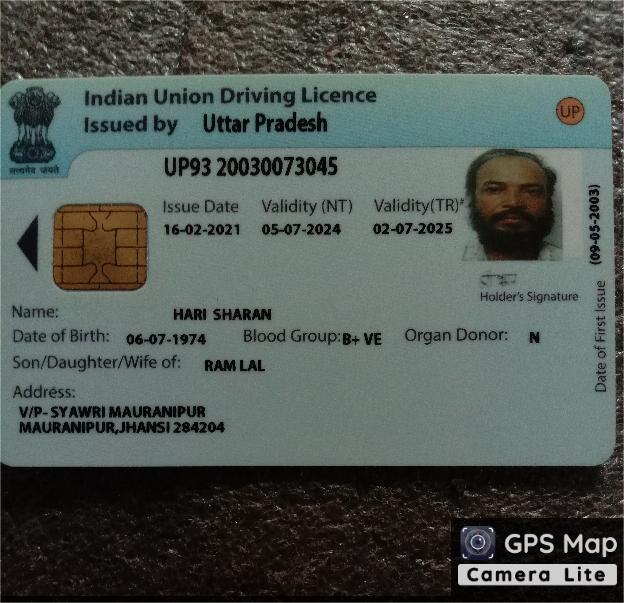 Indian Union Driving Licence
Issued by Uttar Pradesh
UP
सत्यमेव जयते
UP93 20030073045
Issue Date Validity (NT) Validity(TR)#
16-02-2021 05-07-2024 02-07-2025
Holder's Signature
Date of First Issue (09-05-2003)
Name: HARI SHARAN
Date of Birth: 06-07-1974 Blood Group: B+ VE Organ Donor: N
Son/Daughter/Wife of: RAM LAL
Address:
V/P- SYAWRI MAURANIPUR
MAURANIPUR,JHANSI 284204
GPS Map
Camera Lite